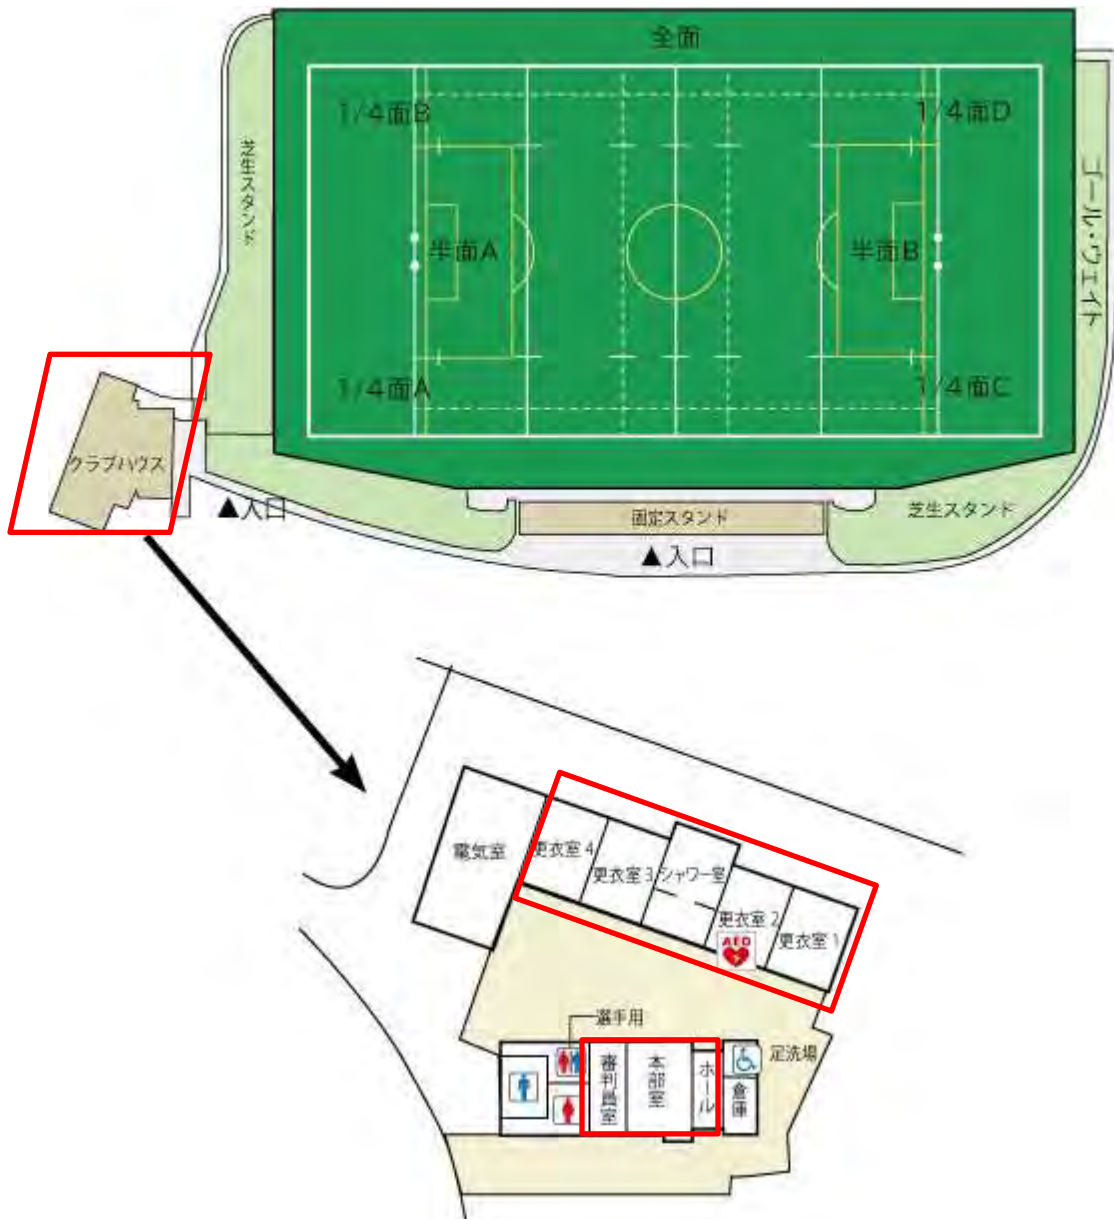 全面
1/4面B
1/4面D
芝生スタンド
ゴール・ウェイト
半面A
半面B
1/4面A
1/4面C
クラブハウス
▲入口
固定スタンド
芝生スタンド
▲入口
電気室
更衣室4
更衣室3
シャワー室
更衣室2
更衣室1
AED
選手用
審判員室
本部室
ホール
足洗場
倉庫